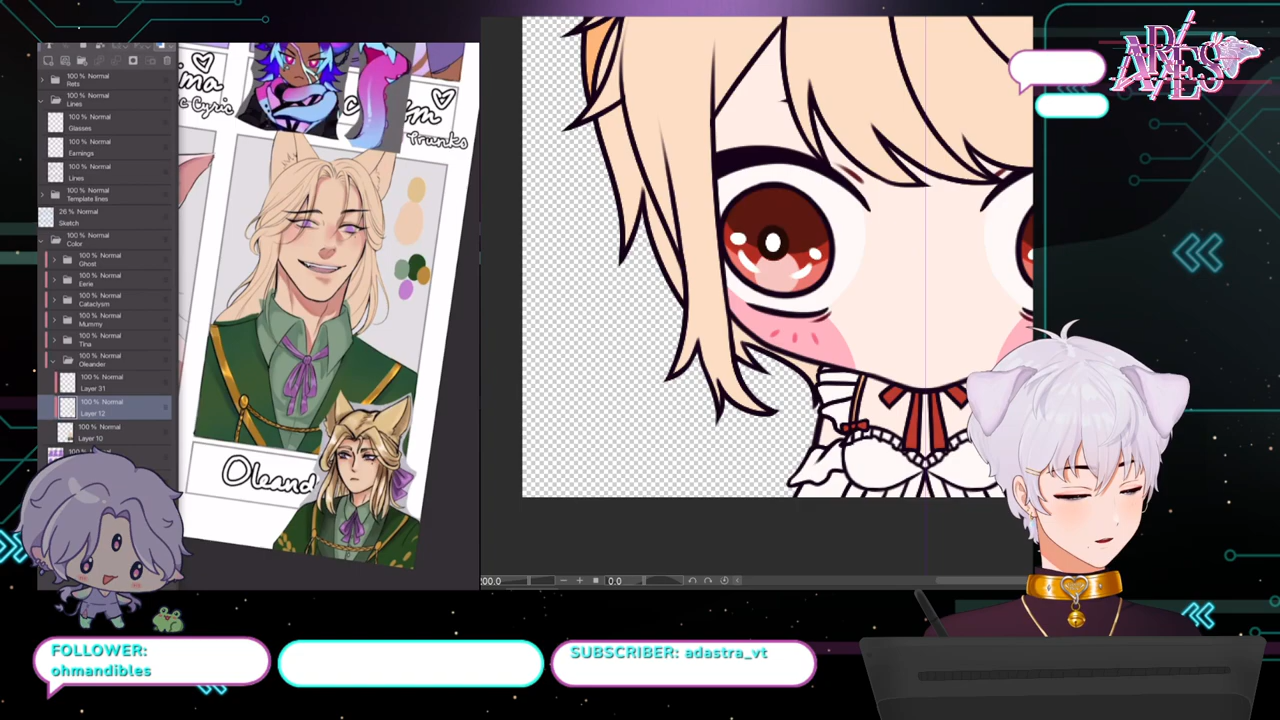 100 % Normal
Rets
100 % Normal
Lines
100 % Normal
Glasses
100 % Normal
Earrings
100 % Normal
Lines
100 % Normal
Template lines
26 % Normal
Sketch
100 % Normal
Color
100 % Normal
Ghost
100 % Normal
Eerie
100 % Normal
Cataclysm
100 % Normal
Mummy
100 % Normal
Tina
100 % Normal
Oleander
100 % Normal
Layer 31
100 % Normal
Layer 12
100 % Normal
Layer 10
Trunks
Oleand
0.0
ARES
FOLLOWER:
ohmandibles
SUBSCRIBER: adastra_vt